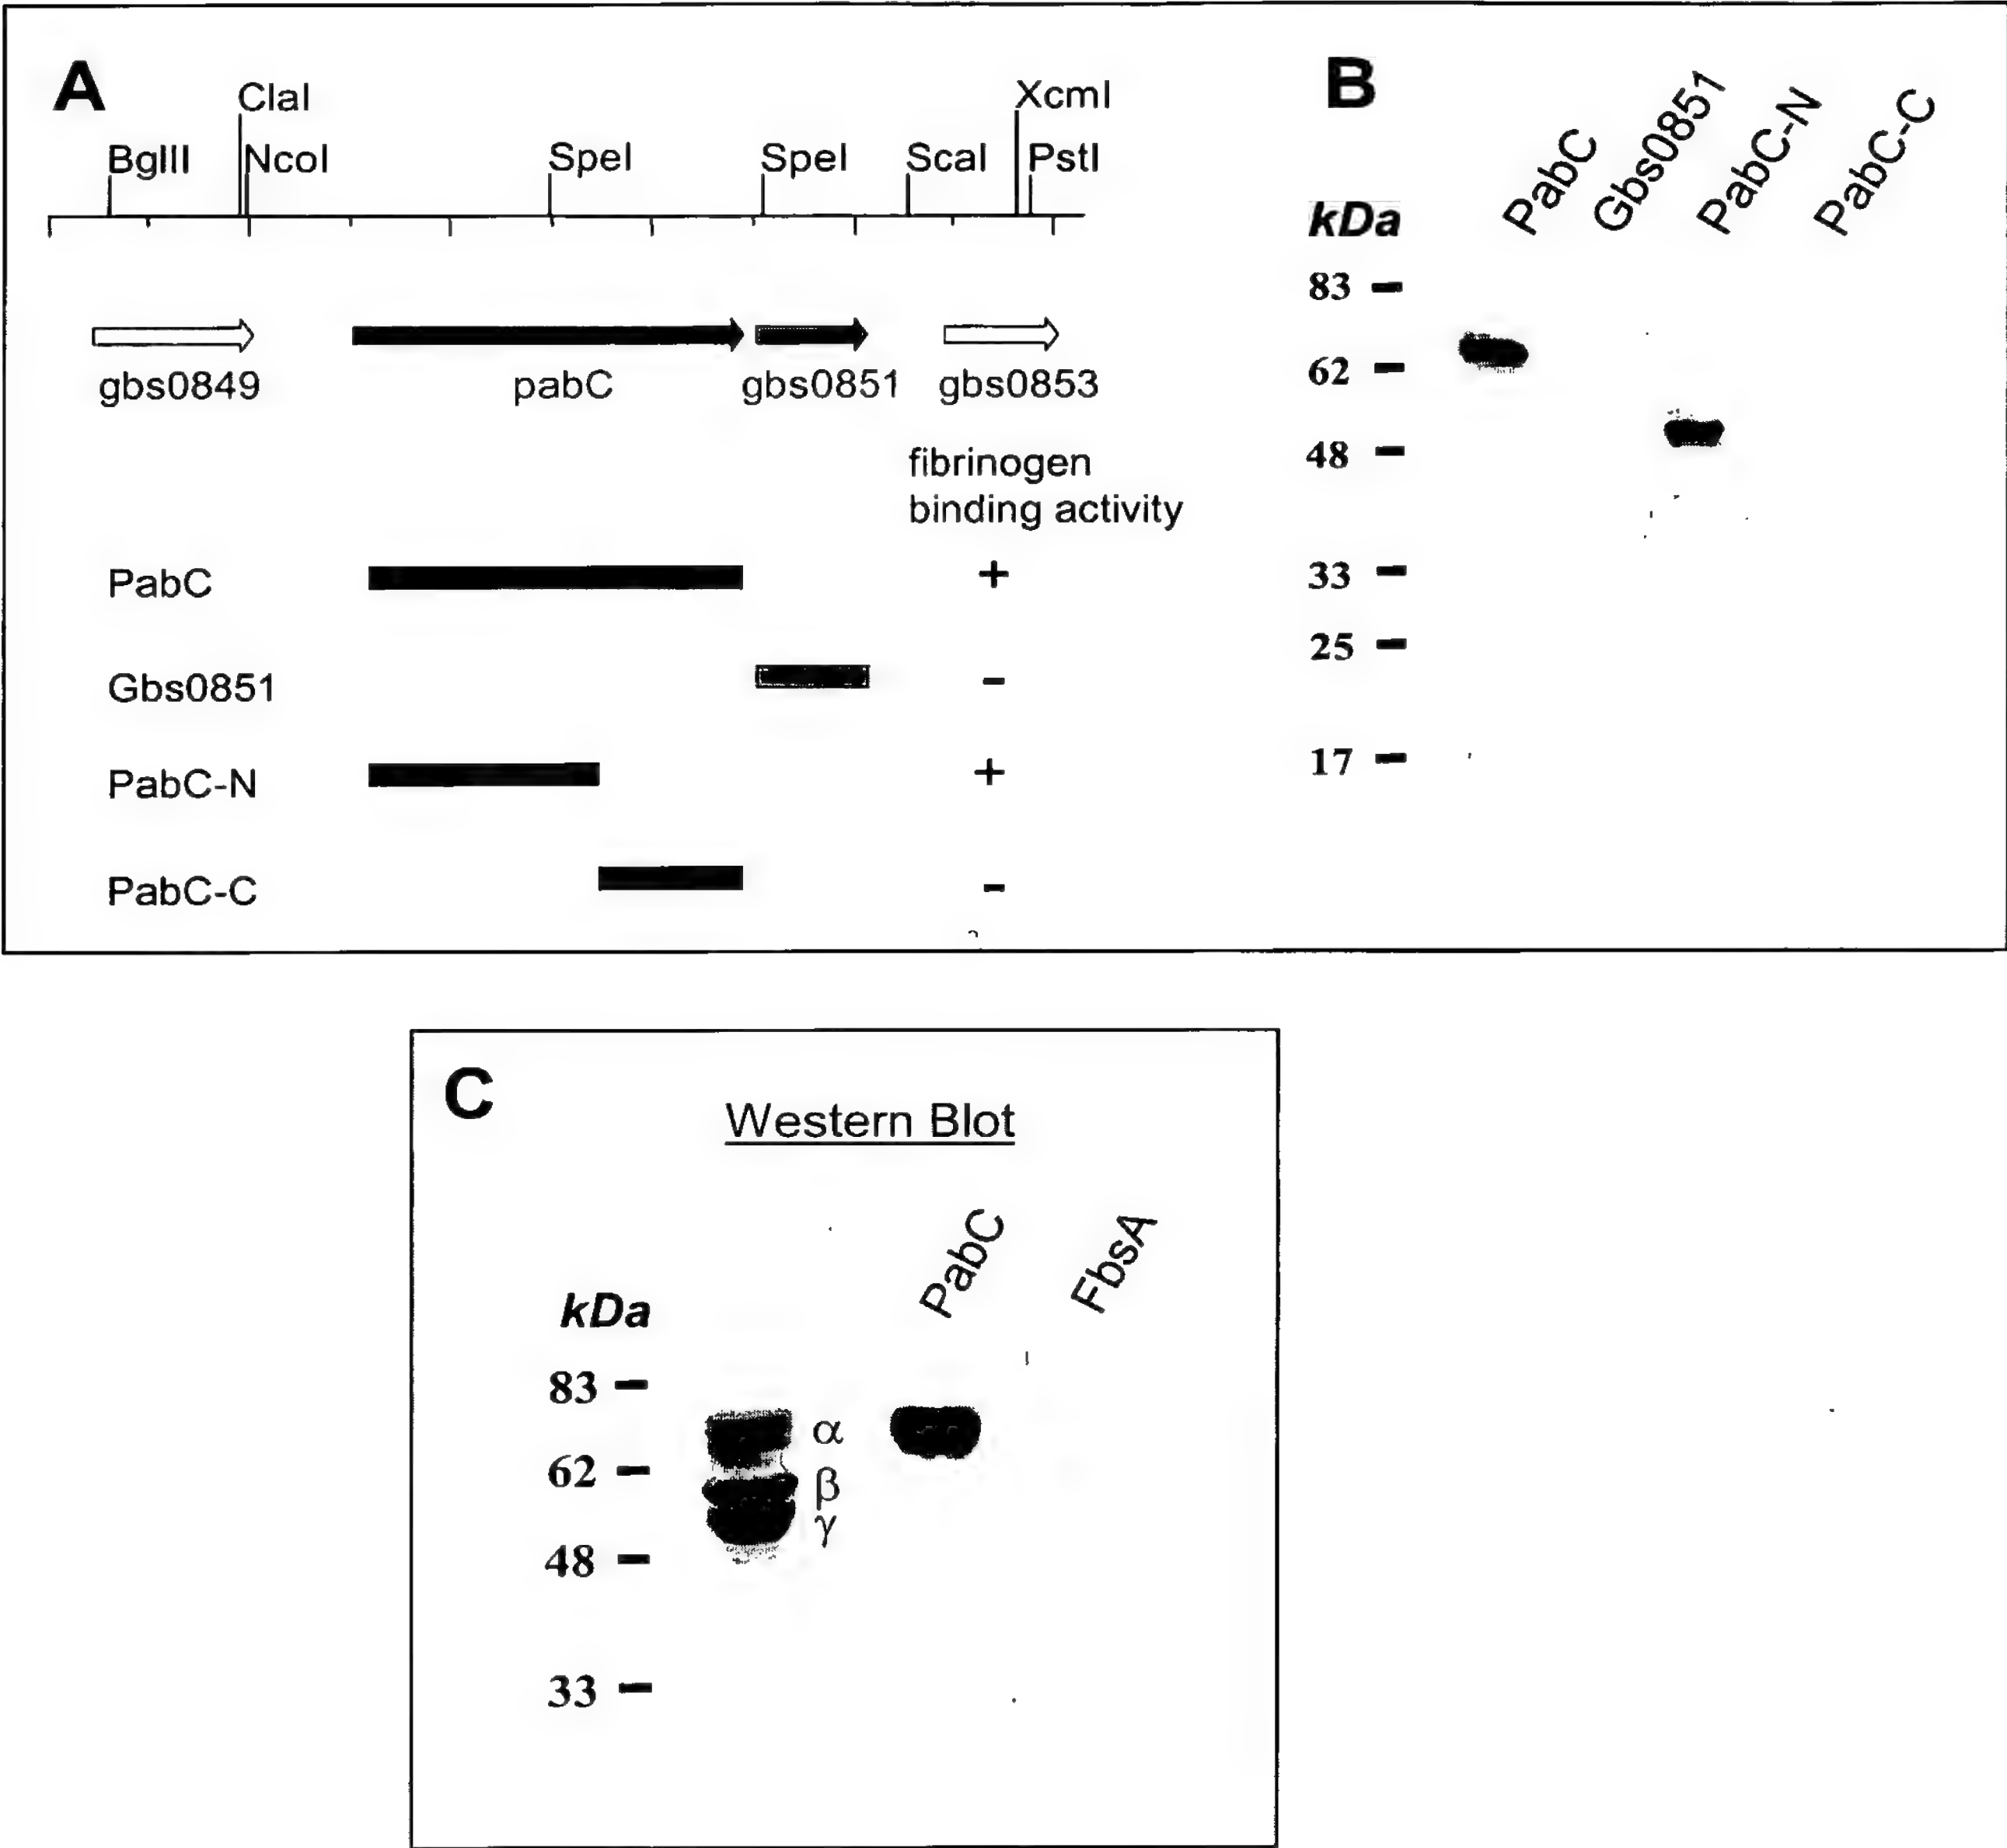 A
ClaI
XcmI
BglII
NcoI
SpeI
SpeI
ScaI
PstI
gbs0849
pabC
gbs0851
gbs0853
fibrinogen
binding activity
PabC
+
Gbs0851
-
PabC-N
+
PabC-C
-
B
PabC
Gbs0851
PabC-N
PabC-C
kDa
83
62
48
33
25
17
C
Western Blot
PabC
FbsA
kDa
83
α
62
β
γ
48
33